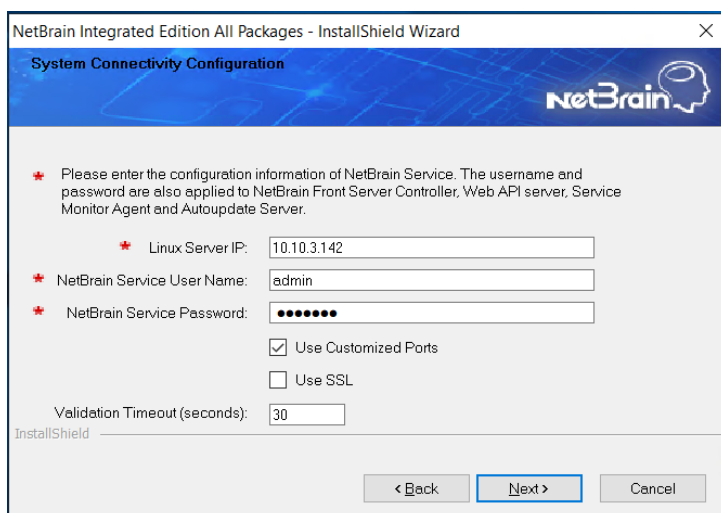 NetBrain Integrated Edition All Packages - InstallShield Wizard
System Connectivity Configuration
NetBrain
* Please enter the configuration information of NetBrain Service. The username and
password are also applied to NetBrain Front Server Controller, Web API server, Service
Monitor Agent and Autoupdate Server.
* Linux Server IP: 10.10.3.142
* NetBrain Service User Name: admin
* NetBrain Service Password: ●●●●●●●
Use Customized Ports
Use SSL
Validation Timeout (seconds): 30
InstallShield
< Back Next > Cancel